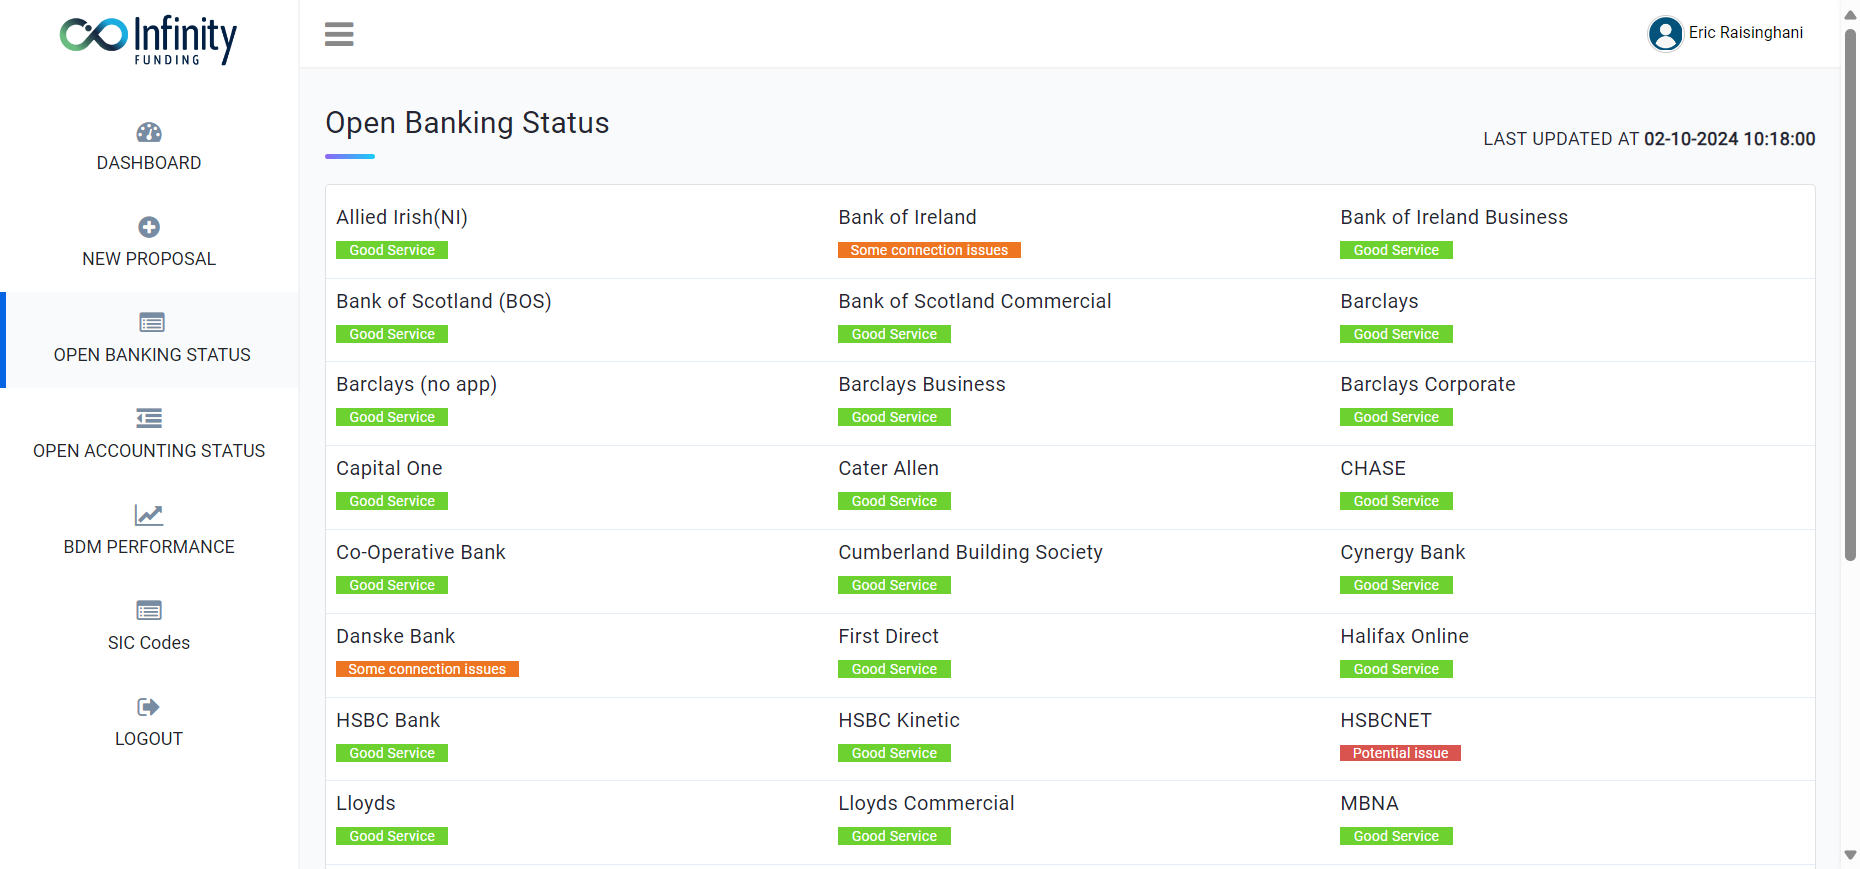 Infinity
FUNDING
Eric Raisinghani
DASHBOARD
NEW PROPOSAL
OPEN BANKING STATUS
OPEN ACCOUNTING STATUS
BDM PERFORMANCE
SIC Codes
LOGOUT
Open Banking Status
LAST UPDATED AT 02-10-2024 10:18:00
Allied Irish(NI) Bank of Ireland Bank of Ireland Business
Good Service Some connection issues Good Service
Bank of Scotland (BOS) Bank of Scotland Commercial Barclays
Good Service Good Service Good Service
Barclays (no app) Barclays Business Barclays Corporate
Good Service Good Service Good Service
Capital One Cater Allen CHASE
Good Service Good Service Good Service
Co-Operative Bank Cumberland Building Society Cynergy Bank
Good Service Good Service Good Service
Danske Bank First Direct Halifax Online
Some connection issues Good Service Good Service
HSBC Bank HSBC Kinetic HSBCNET
Good Service Good Service Potential issue
Lloyds Lloyds Commercial MBNA
Good Service Good Service Good Service